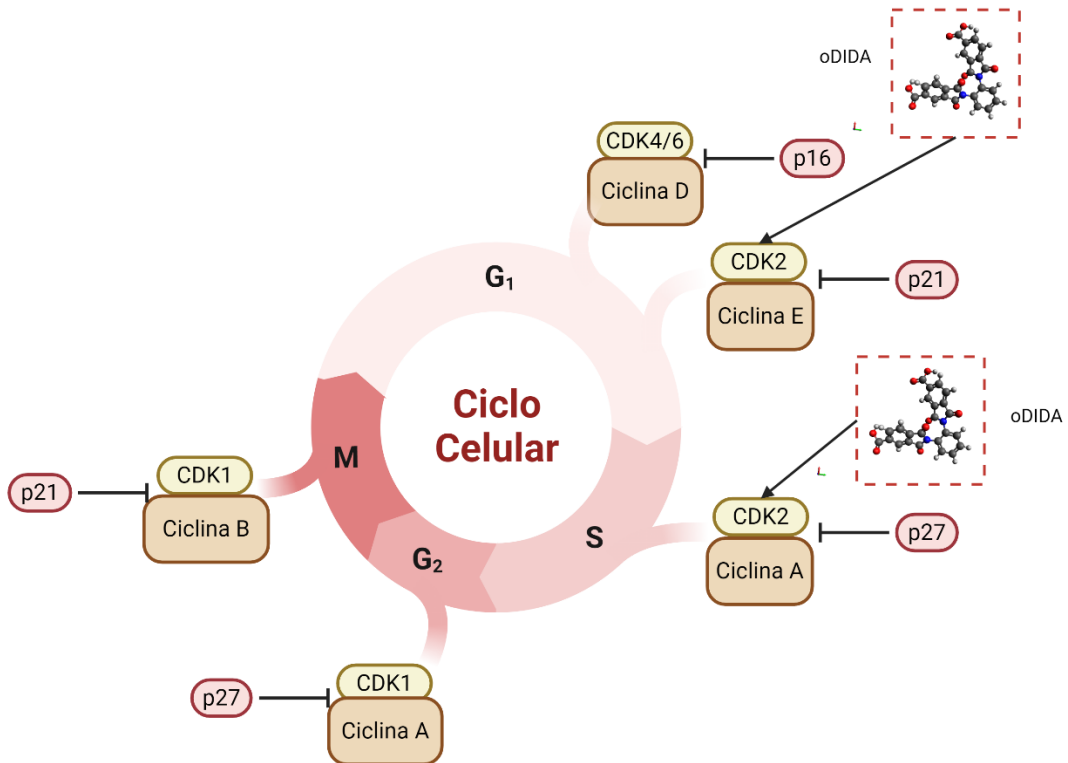 oDIDA
CDK4/6
Ciclina D
p16
G₁
CDK2
Ciclina E
p21
Ciclo
Celular
oDIDA
M
CDK1
Ciclina B
p21
S
CDK2
Ciclina A
p27
G₂
CDK1
Ciclina A
p27